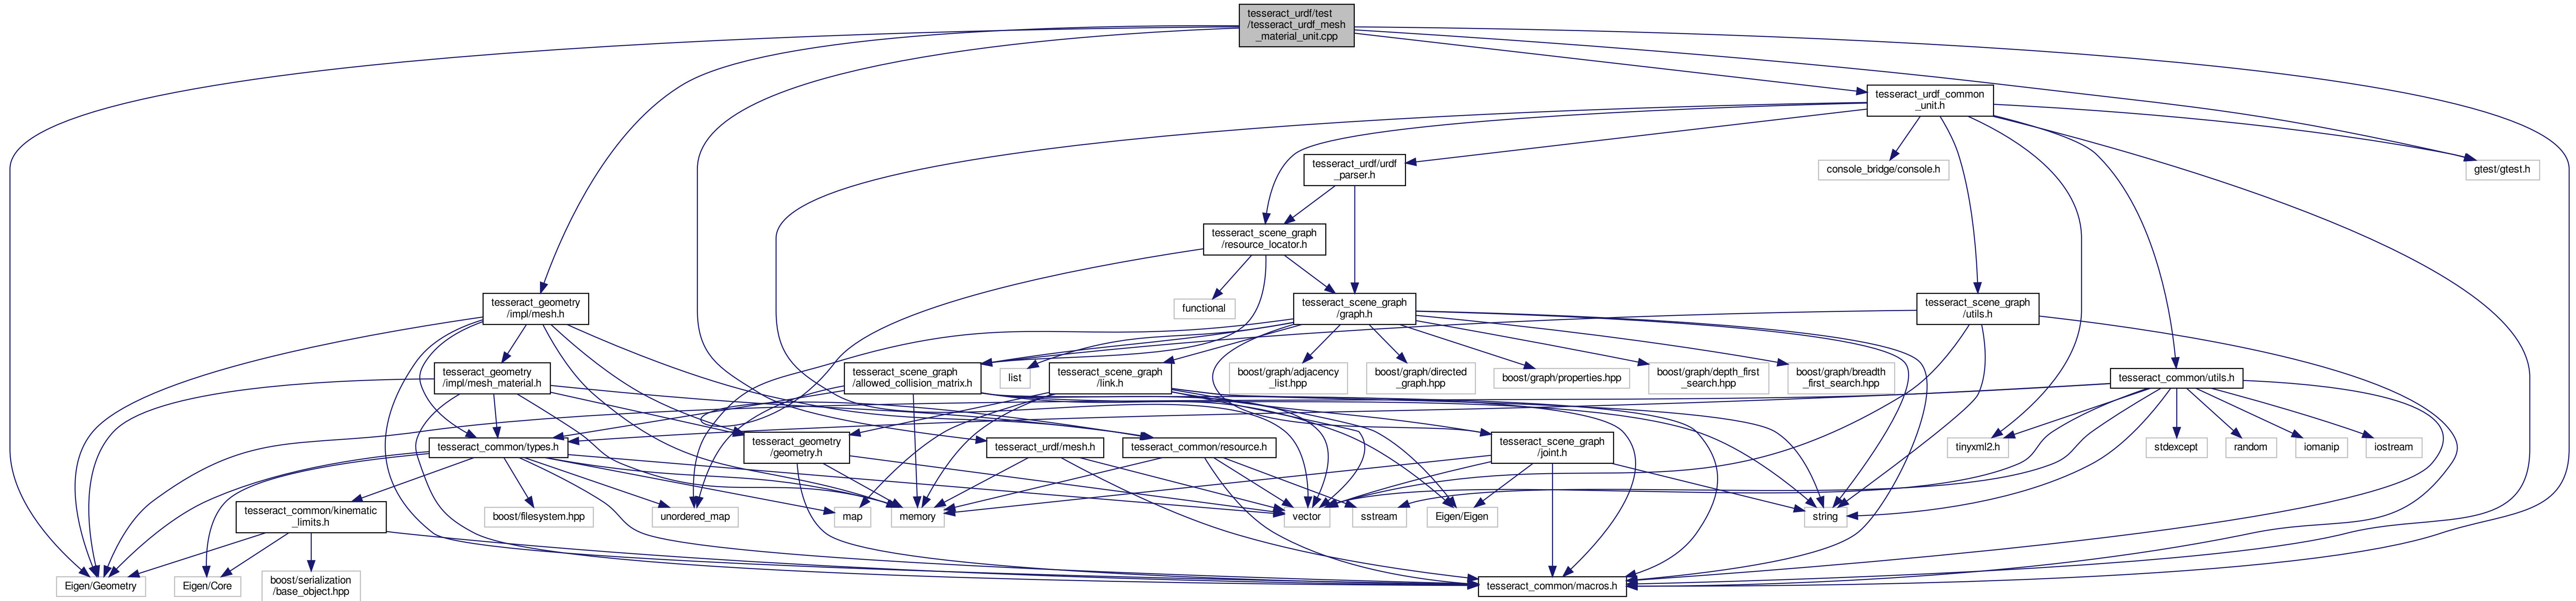 tesseract_urdf/test
/tesseract_urdf_mesh
_material_unit.cpp
tesseract_urdf_common
_unit.h
tesseract_urdf/urdf
_parser.h
console_bridge/console.h
gtest/gtest.h
tesseract_scene_graph
/resource_locator.h
tesseract_geometry
/impl/mesh.h
functional
tesseract_scene_graph
/graph.h
tesseract_scene_graph
/utils.h
tesseract_geometry
/impl/mesh_material.h
tesseract_scene_graph
/allowed_collision_matrix.h
list
tesseract_scene_graph
/link.h
boost/graph/adjacency
_list.hpp
boost/graph/directed
_graph.hpp
boost/graph/properties.hpp
boost/graph/depth_first
_search.hpp
boost/graph/breadth
_first_search.hpp
tesseract_common/utils.h
tesseract_common/types.h
tesseract_geometry
/geometry.h
tesseract_urdf/mesh.h
tesseract_common/resource.h
tesseract_scene_graph
/joint.h
tinyxml2.h
stdexcept
random
iomanip
iostream
tesseract_common/kinematic
_limits.h
boost/filesystem.hpp
unordered_map
map
memory
vector
sstream
Eigen/Eigen
string
Eigen/Geometry
Eigen/Core
boost/serialization
/base_object.hpp
tesseract_common/macros.h